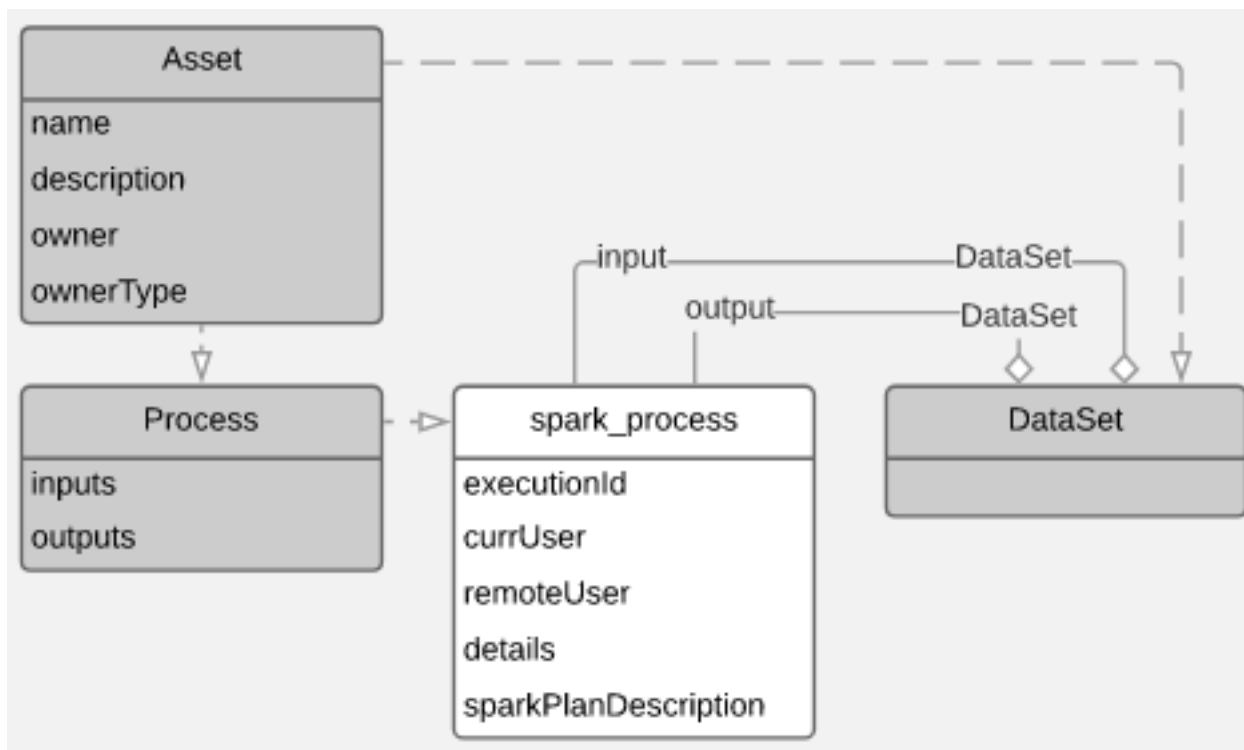 Asset
name
description
owner
ownerType
input
DataSet
output
DataSet
Process
inputs
outputs
spark_process
executionId
currUser
remoteUser
details
sparkPlanDescription
DataSet